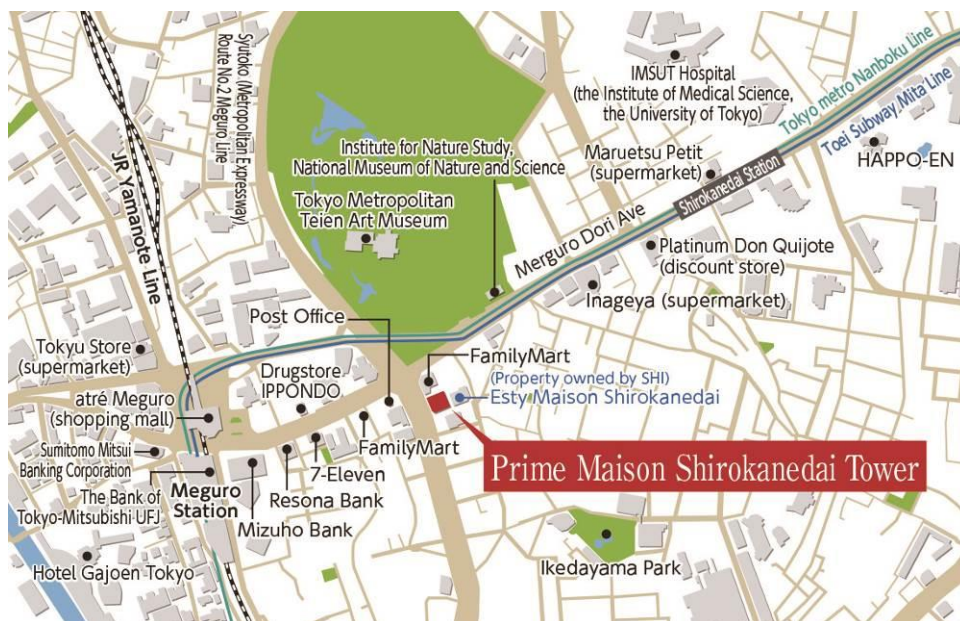 Syutoko (Metropolitan Expressway)
Route No.2 Meguro Line
JR Yamanote Line
IMSUT Hospital
(the Institute of Medical Science,
the University of Tokyo)
Tokyo metro Nanboku Line
Toei Subway Mita Line
HAPPO-EN
Institute for Nature Study,
National Museum of Nature and Science
Maruetsu Petit
(supermarket)
Shirokanedai Station
Tokyo Metropolitan
Teien Art Museum
Merguro Dori Ave
Platinum Don Quijote
(discount store)
Inageya (supermarket)
Post Office
Tokyu Store
(supermarket)
Drugstore
IPPONDO
FamilyMart
(Property owned by SHI)
Esty Maison Shirokanedai
atré Meguro
(shopping mall)
Sumitomo Mitsui
Banking Corporation
FamilyMart
7-Eleven
Prime Maison Shirokanedai Tower
The Bank of
Tokyo-Mitsubishi UFJ
Meguro
Station
Resona Bank
Mizuho Bank
Hotel Gajoen Tokyo
Ikedayama Park